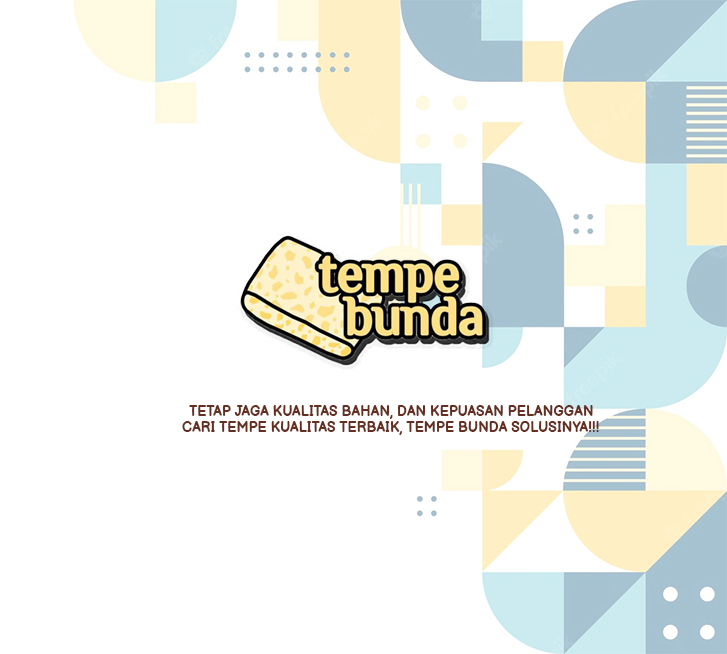 tempe
bunda
TETAP JAGA KUALITAS BAHAN, DAN KEPUASAN PELANGGAN
CARI TEMPE KUALITAS TERBAIK, TEMPE BUNDA SOLUSINYA!!!